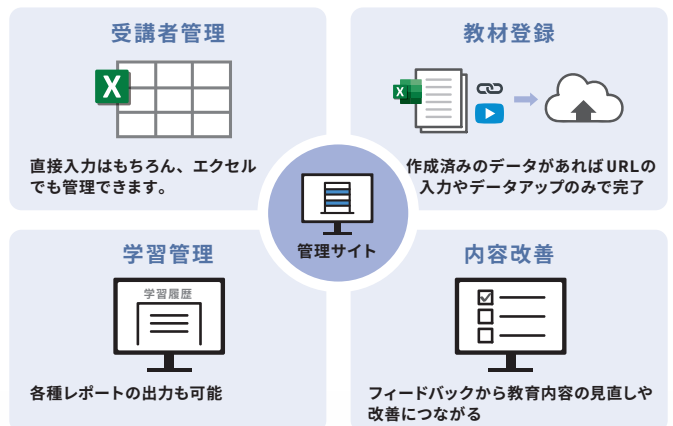 受講者管理
X
直接入力はもちろん、エクセル
でも管理できます。
教材登録
X
作成済みのデータがあればURLの
入力やデータアップのみで完了
管理サイト
学習管理
学習履歴
各種レポートの出力も可能
内容改善
フィードバックから教育内容の見直しや
改善につながる